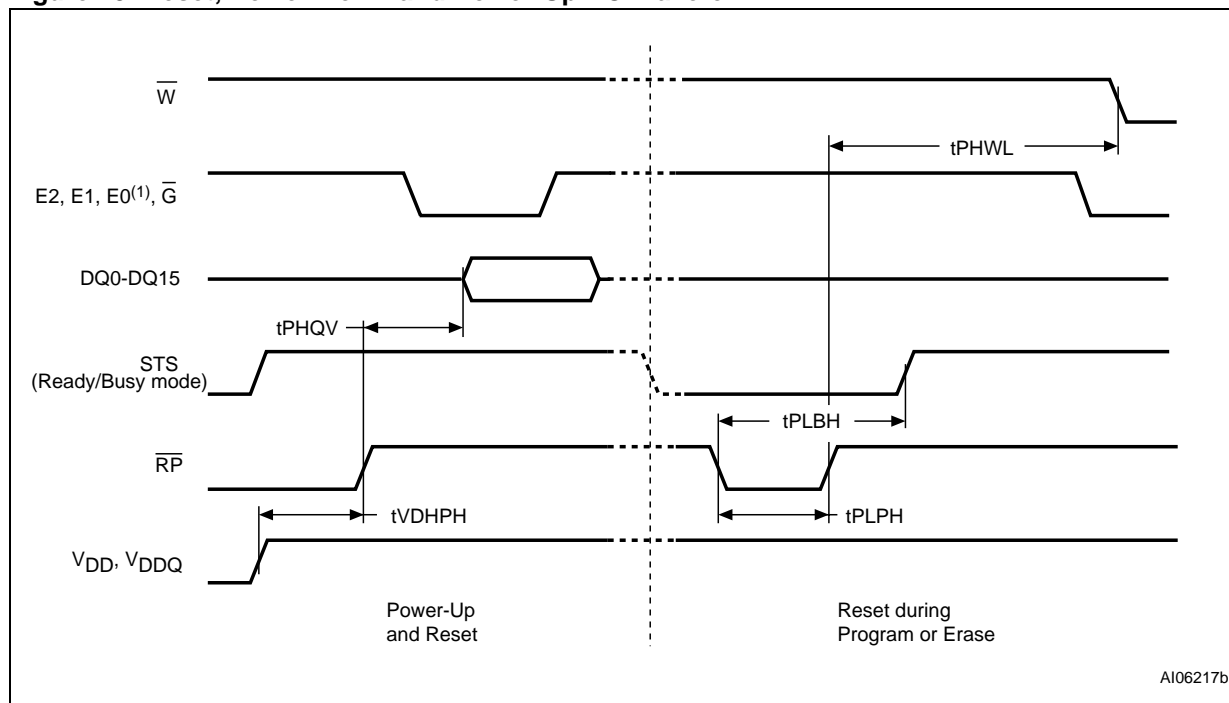 W
tPHWL
E2, E1, E0(1), G
DQ0-DQ15
tPHQV
STS
(Ready/Busy mode)
tPLBH
RP
tVDHPH
tPLPH
VDD, VDDQ
Power-Up
and Reset
Reset during
Program or Erase
AI06217b